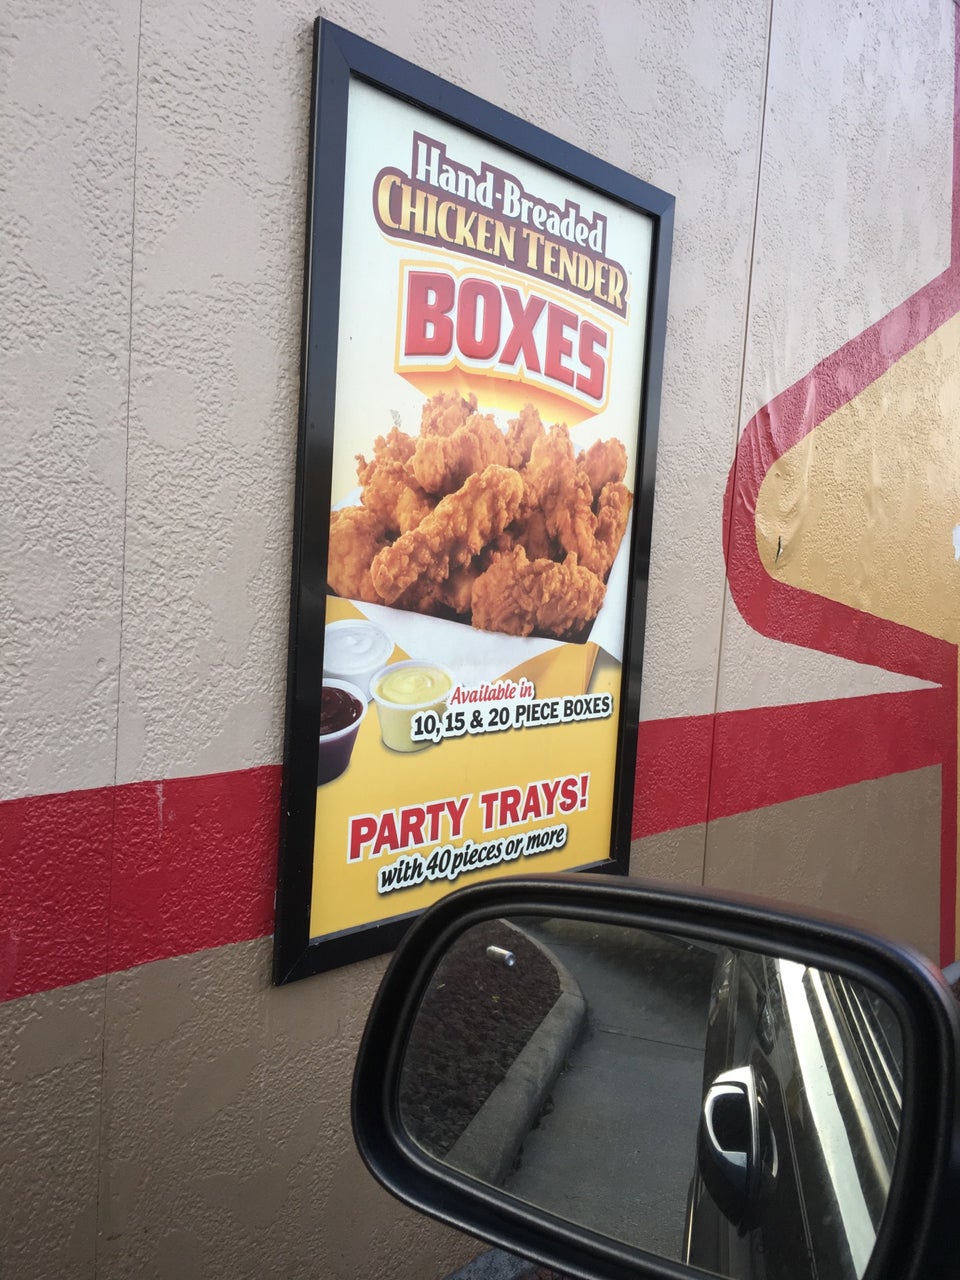 Hand-Breaded
CHICKEN TENDER
BOXES
Available in
10, 15 & 20 PIECE BOXES
PARTY TRAYS!
with 40 pieces or more